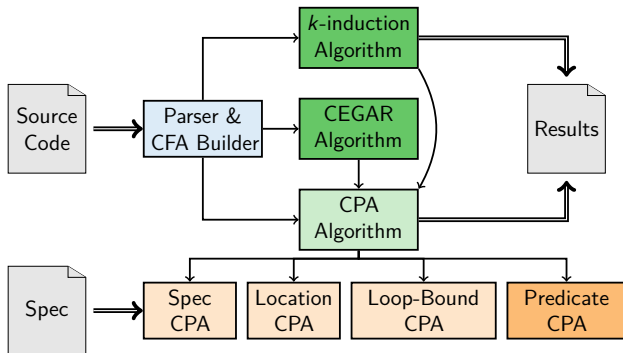 k-induction
Algorithm
Source
Code
Parser &
CFA Builder
CEGAR
Algorithm
Results
CPA
Algorithm
Spec
Spec
CPA
Location
CPA
Loop-Bound
CPA
Predicate
CPA